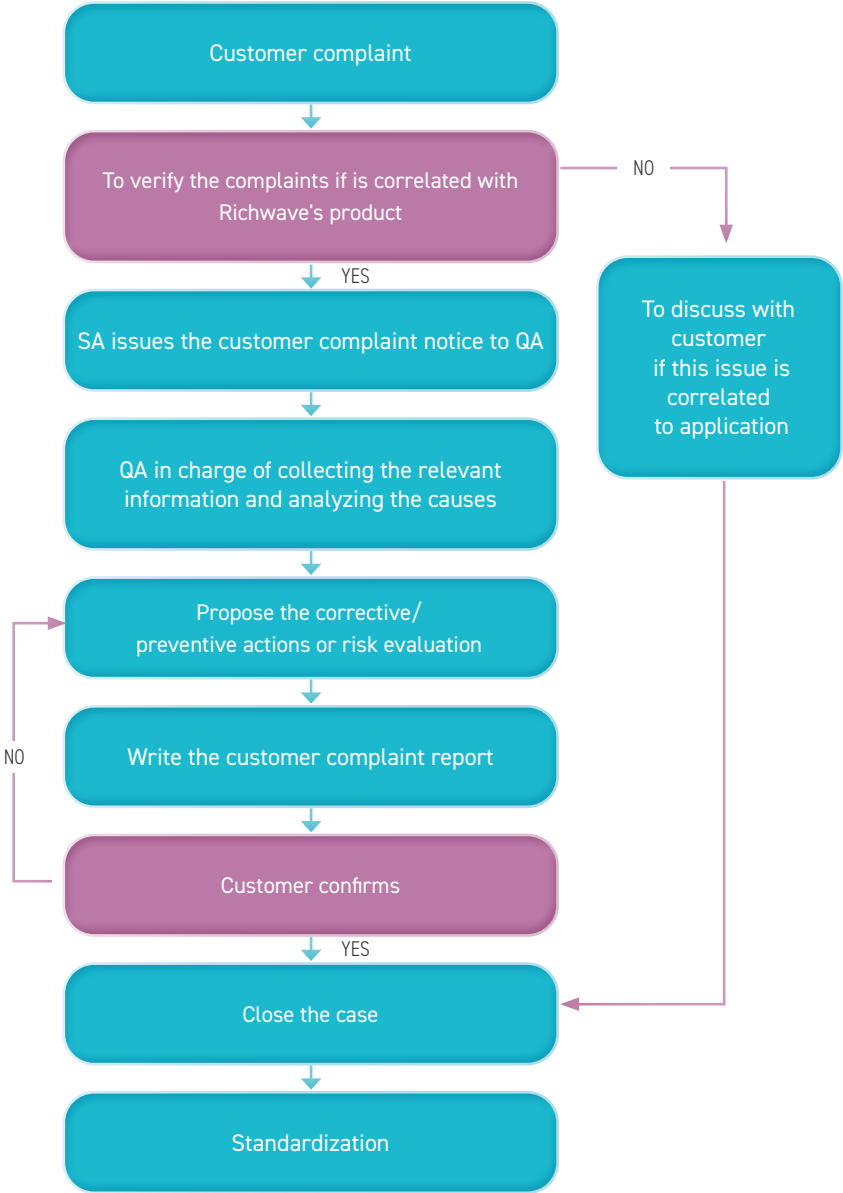 Customer complaint
To verify the complaints if is correlated with
Richwave's product
NO
YES
To discuss with
customer
if this issue is
correlated
to application
SA issues the customer complaint notice to QA
QA in charge of collecting the relevant
information and analyzing the causes
Propose the corrective/
preventive actions or risk evaluation
Write the customer complaint report
NO
Customer confirms
YES
Close the case
Standardization